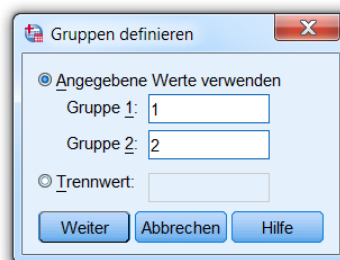 Gruppen definieren
Angegebene Werte verwenden
Gruppe 1: 1
Gruppe 2: 2
Trennwert:
Weiter Abbrechen Hilfe